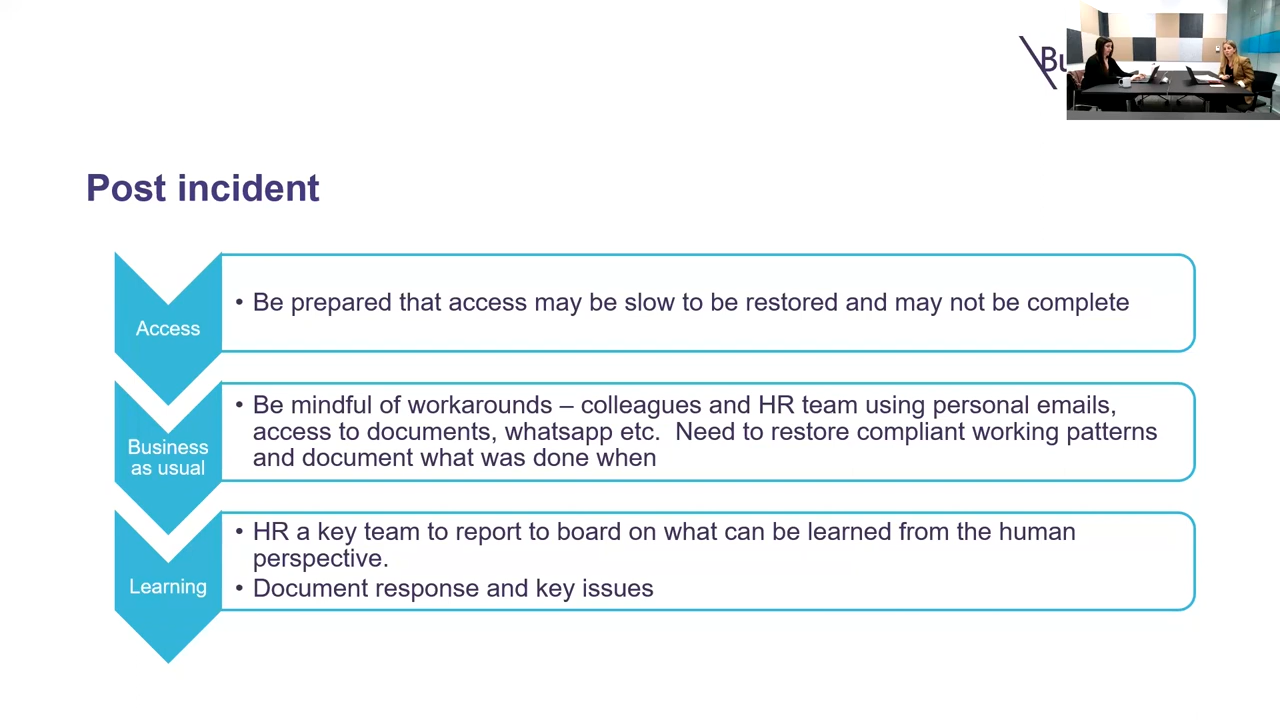 Post incident
Access
• Be prepared that access may be slow to be restored and may not be complete
Business
as usual
• Be mindful of workarounds – colleagues and HR team using personal emails,
access to documents, whatsapp etc.  Need to restore compliant working patterns
and document what was done when
Learning
• HR a key team to report to board on what can be learned from the human
perspective.
• Document response and key issues